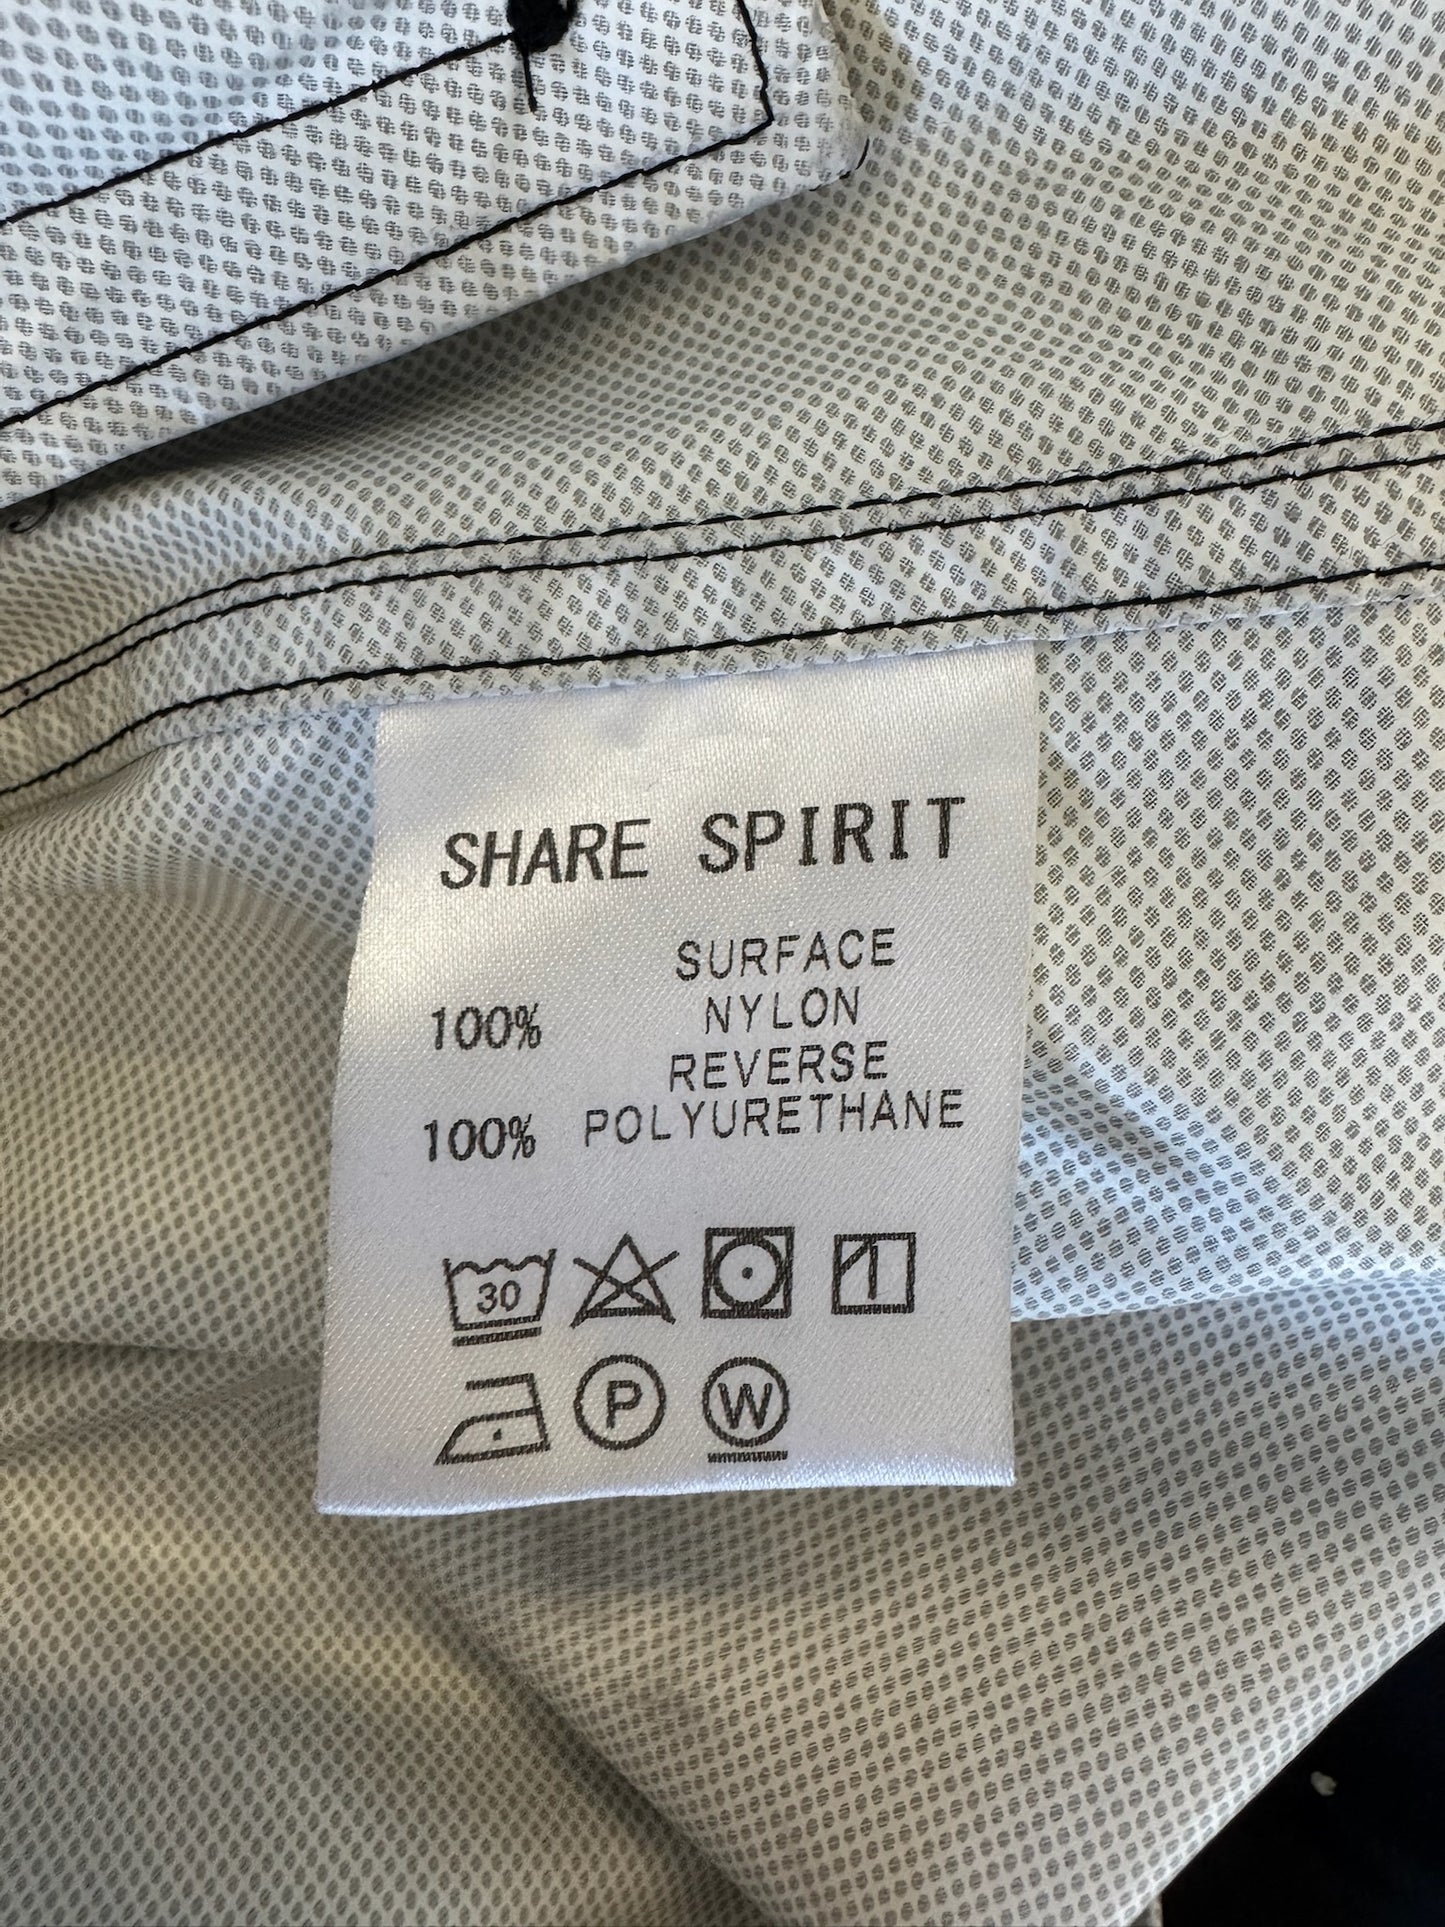 SHARE SPIRIT
SURFACE
100% NYLON
REVERSE
100% POLYURETHANE
30
P
W